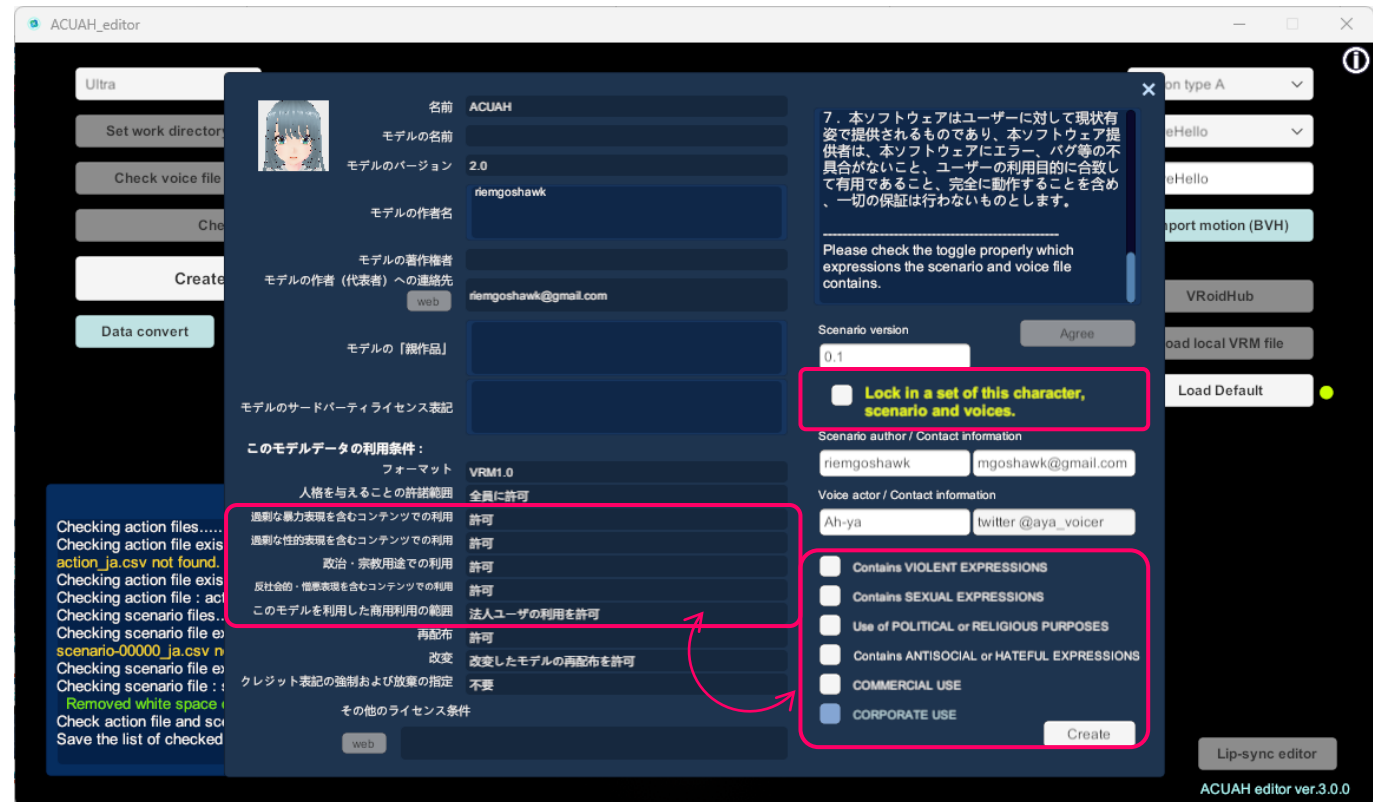 ACUAH_editor
Ultra
Set work directory
Check voice file
Che
Create
Data convert
名前 ACUAH
モデルの名前
モデルのバージョン 2.0
モデルの作者名 riemgoshawk
モデルの著作権者
モデルの作者（代表者）への連絡先
web riemgoshawk@gmail.com
モデルの「親作品」
モデルのサードパーティライセンス表記
このモデルデータの利用条件：
フォーマット VRM1.0
人格を与えることの許諾範囲 全員に許可
過剰な暴力表現を含むコンテンツでの利用 許可
過剰な性的表現を含むコンテンツでの利用 許可
政治・宗教用途での利用 許可
反社会的・憎悪表現を含むコンテンツでの利用 許可
このモデルを利用した商用利用の範囲 法人ユーザの利用を許可
再配布 許可
改変 改変したモデルの再配布を許可
クレジット表記の強制および放棄の指定 不要
その他のライセンス条件
web
7．本ソフトウェアはユーザーに対して現状有
姿で提供されるものであり、本ソフトウェア提
供者は、本ソフトウェアにエラー、バグ等の不
具合がないこと、ユーザーの利用目的に合致し
て有用であること、完全に動作することを含め
、一切の保証は行わないものとします。
------------------------------------------------
Please check the toggle properly which
expressions the scenario and voice file
contains.
Scenario version
Agree
0.1
Lock in a set of this character,
scenario and voices.
Scenario author / Contact information
riemgoshawk mgoshawk@gmail.com
Voice actor / Contact information
Ah-ya twitter @aya_voicer
Contains VIOLENT EXPRESSIONS
Contains SEXUAL EXPRESSIONS
Use of POLITICAL or RELIGIOUS PURPOSES
Contains ANTISOCIAL or HATEFUL EXPRESSIONS
COMMERCIAL USE
CORPORATE USE
Create
on type A
eHello
eHello
port motion (BVH)
VRoidHub
oad local VRM file
Load Default
Checking action files.....
Checking action file exis
action_ja.csv not found.
Checking action file exis
Checking action file : act
Checking scenario files..
Checking scenario file ex
scenario-00000_ja.csv n
Checking scenario file ex
Checking scenario file : s
Removed white space
Check action file and sce
Save the list of checked
Lip-sync editor
ACUAH editor ver.3.0.0